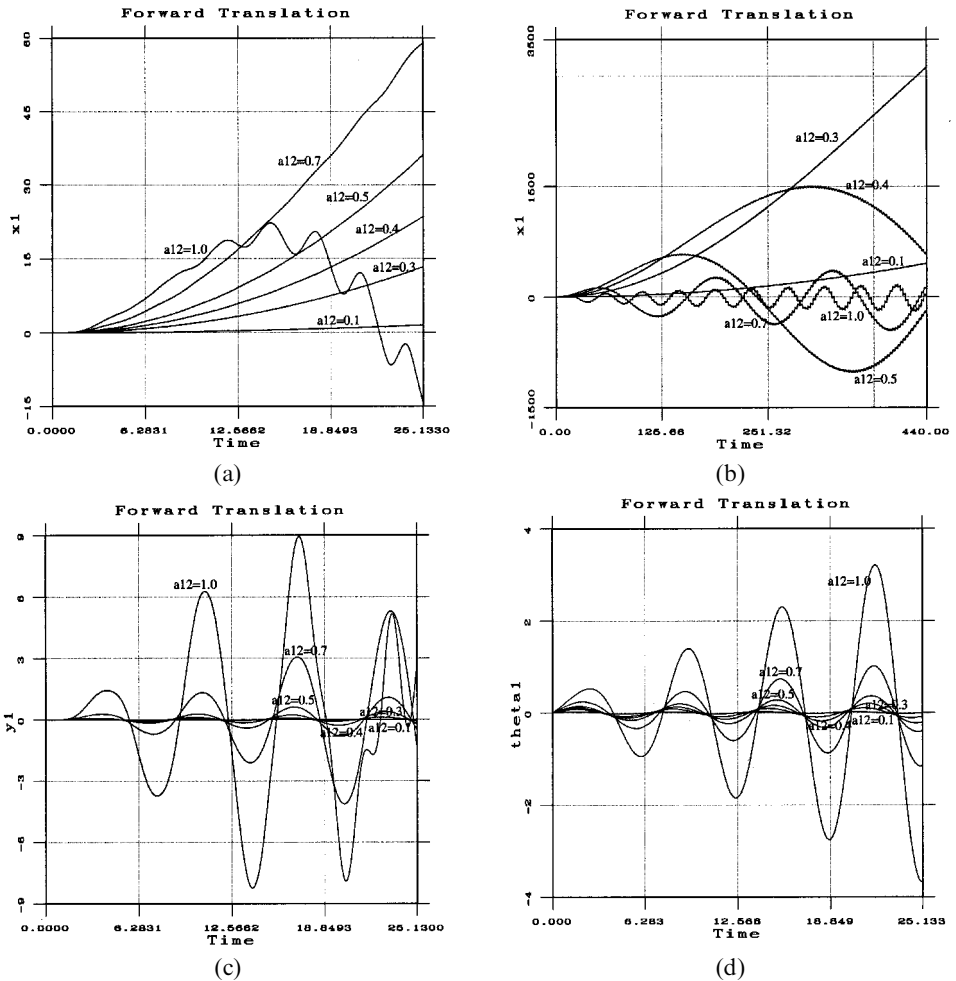 Forward Translation
60
45
30
15
0
-15
x1
a12=0.7
a12=0.5
a12=0.4
a12=1.0
a12=0.3
a12=0.1
0.0000 6.2831 12.5662 18.8493 25.1330
Time
(a)
Forward Translation
3500
1500
0
-1500
x1
a12=0.3
a12=0.4
a12=0.1
a12=0.7
a12=1.0
a12=0.5
0.00 125.66 251.32 440.00
Time
(b)
Forward Translation
9
6
3
0
-3
-6
-9
y1
a12=1.0
a12=0.7
a12=0.5
a12=0.3
a12=0.4
a12=0.1
0.0000 6.2831 12.5662 18.8493 25.1300
Time
(c)
Forward Translation
4
2
0
-2
-4
theta1
a12=1.0
a12=0.7
a12=0.5
a12=0.3
a12=0.4
a12=0.1
0.000 6.283 12.566 18.849 25.133
Time
(d)